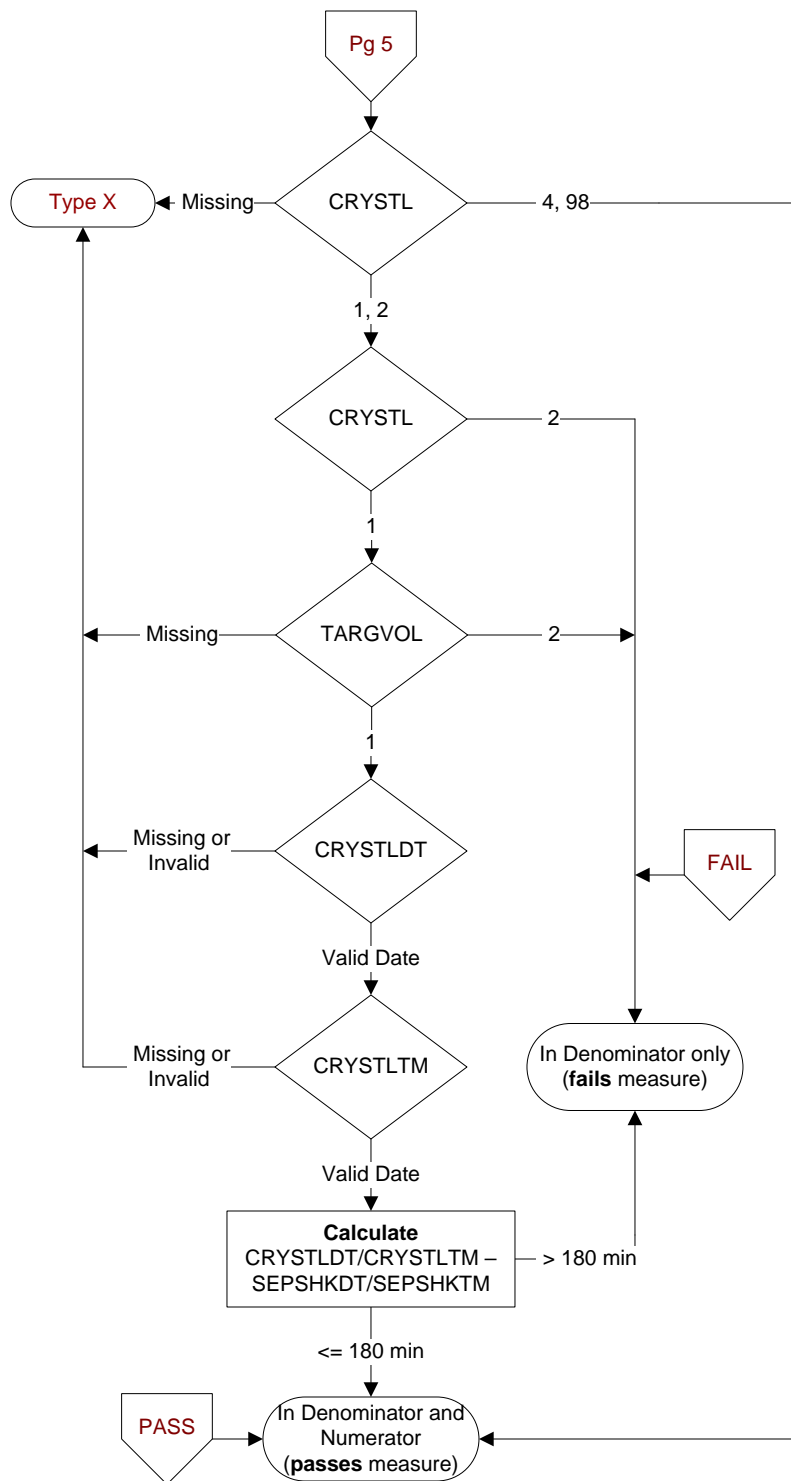 Pg 5
CRYSTL
Type X
Missing
4, 98
1, 2
CRYSTL
2
1
TARGVOL
Missing
2
1
CRYSTLDT
Missing or
Invalid
FAIL
Valid Date
CRYSTLTM
Missing or
Invalid
In Denominator only
(fails measure)
Valid Date
Calculate
CRYSTLDT/CRYSTLTM –
SEPSHKDT/SEPSHKTM
> 180 min
<= 180 min
PASS
In Denominator and
Numerator
(passes measure)